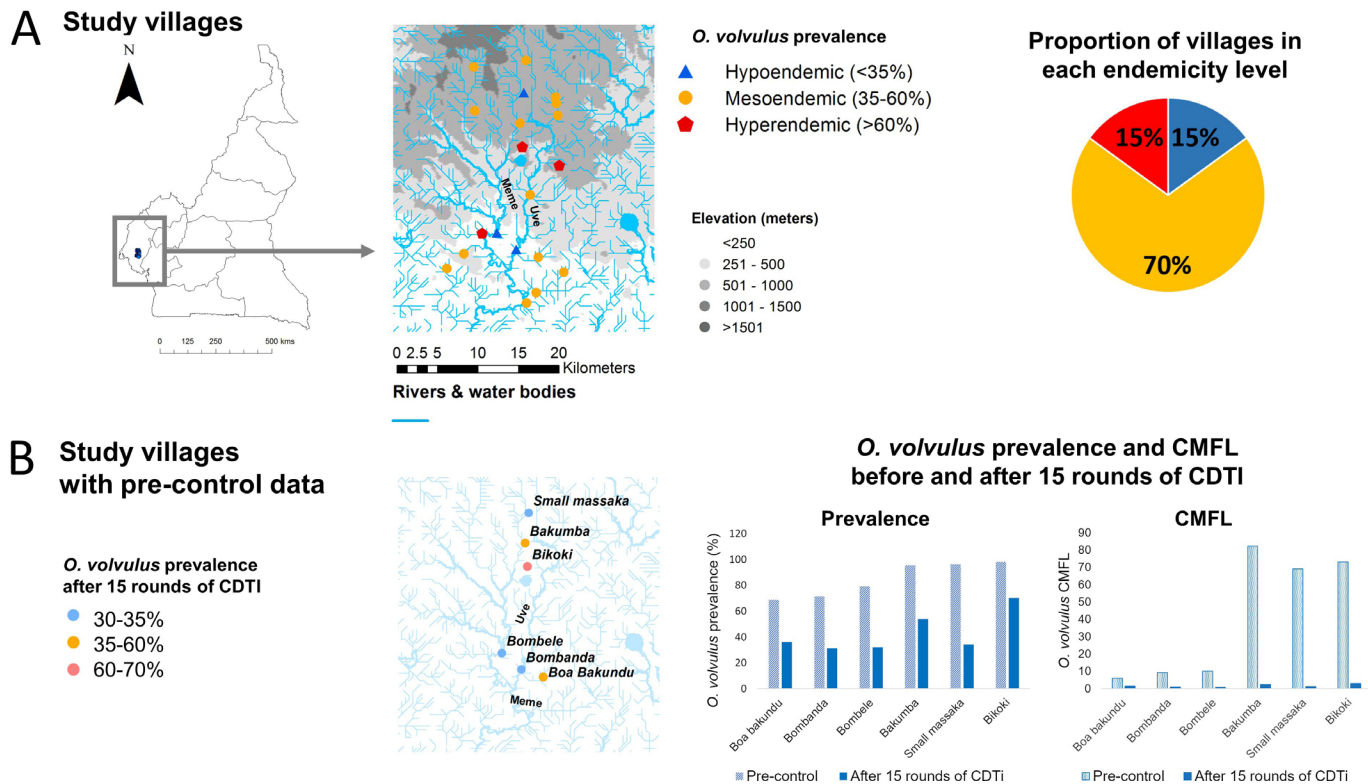 A
Study villages
N
0 125 250 500 kms
Meme
Uve
0 2.5 5 10 15 20
Kilometers
Rivers & water bodies
O. volvulus prevalence
Hypoendemic (<35%)
Mesoendemic (35-60%)
Hyperendemic (>60%)
Elevation (meters)
<250
251 - 500
501 - 1000
1001 - 1500
>1501
Proportion of villages in
each endemicity level
15%
15%
70%
B
Study villages
with pre-control data
O. volvulus prevalence
after 15 rounds of CDTI
30-35%
35-60%
60-70%
Small massaka
Bakumba
Bikoki
Uve
Bombele
Bombanda
Boa Bakundu
Meme
O. volvulus prevalence and CMFL
before and after 15 rounds of CDTI
Prevalence
O. volvulus prevalence (%)
120
100
80
60
40
20
0
Boa bakundu
Bombanda
Bombele
Bakumba
Small massaka
Bikoki
Pre-control
After 15 rounds of CDTi
CMFL
O. volvulus CMFL
90
80
70
60
50
40
30
20
10
0
Boa bakundu
Bombanda
Bombele
Bakumba
Small massaka
Bikoki
Pre-control
After 15 rounds of CDTi